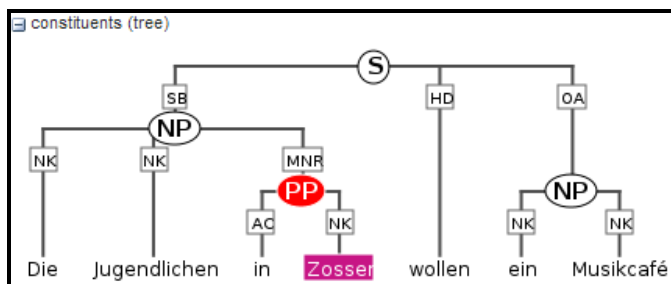 constituents (tree)
S
SB HD OA
NP
NK NK MNR
PP NP
AC NK NK NK
Die Jugendlichen in Zossen wollen ein Musikcafé